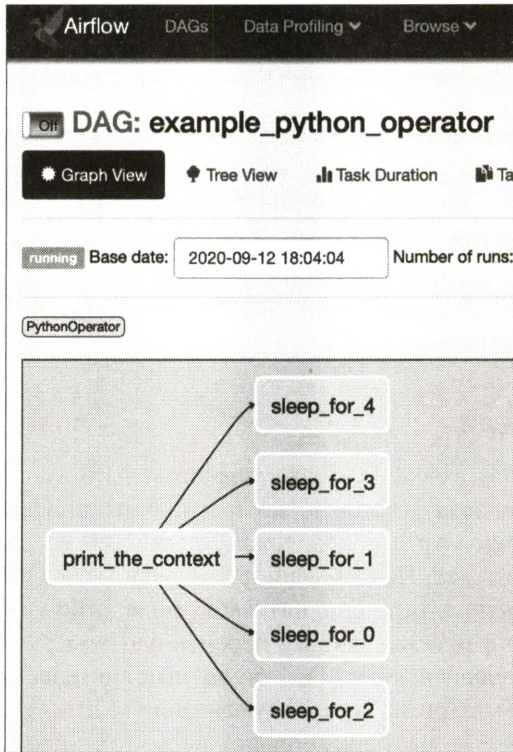 Airflow DAGs Data Profiling Browse
Off DAG: example_python_operator
Graph View Tree View Task Duration Ta
running Base date: 2020-09-12 18:04:04 Number of runs:
PythonOperator
sleep_for_4
sleep_for_3
print_the_context sleep_for_1
sleep_for_0
sleep_for_2